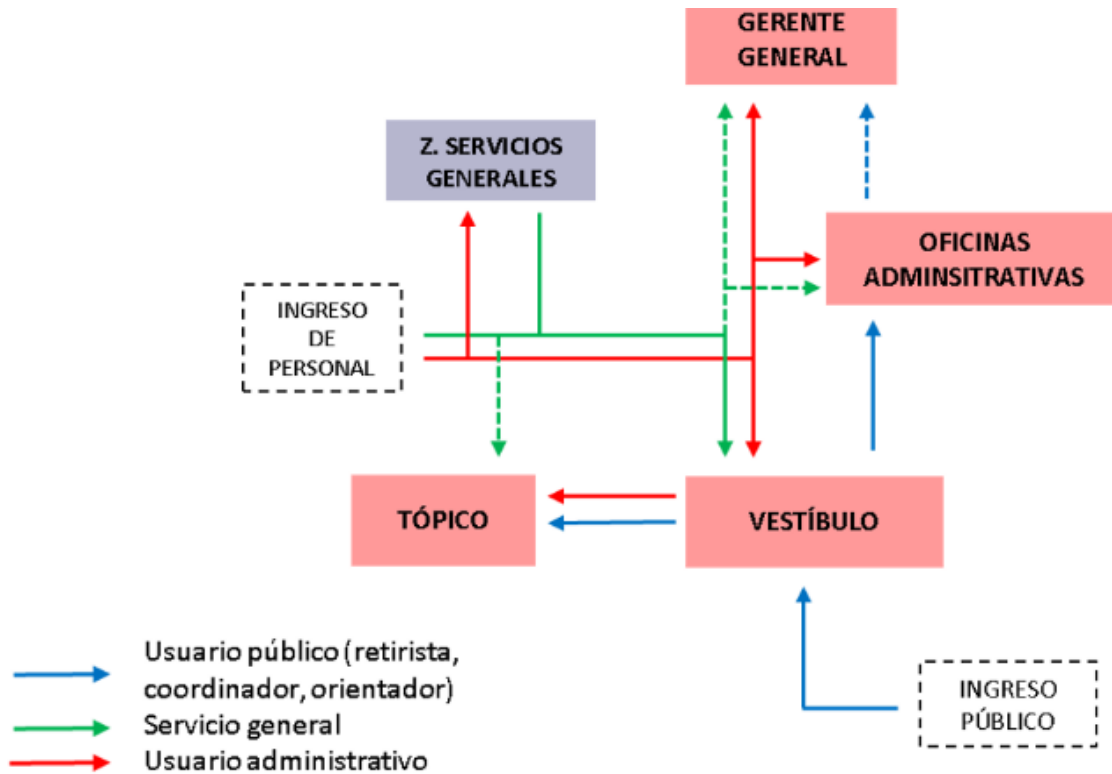 GERENTE
GENERAL
Z. SERVICIOS
GENERALES
OFICINAS
ADMINSITRATIVAS
INGRESO
DE
PERSONAL
TÓPICO
VESTÍBULO
Usuario público (retirista,
coordinador, orientador)
Servicio general
Usuario administrativo
INGRESO
PÚBLICO